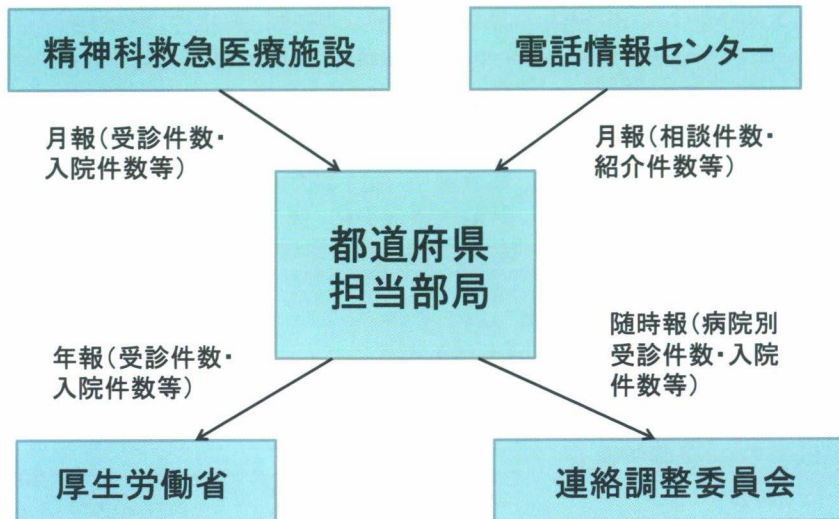 精神科救急医療施設
電話情報センター
月報(受診件数・
入院件数等)
月報(相談件数・
紹介件数等)
都道府県
担当部局
年報(受診件数・
入院件数等)
随時報(病院別
受診件数・入院
件数等)
厚生労働省
連絡調整委員会